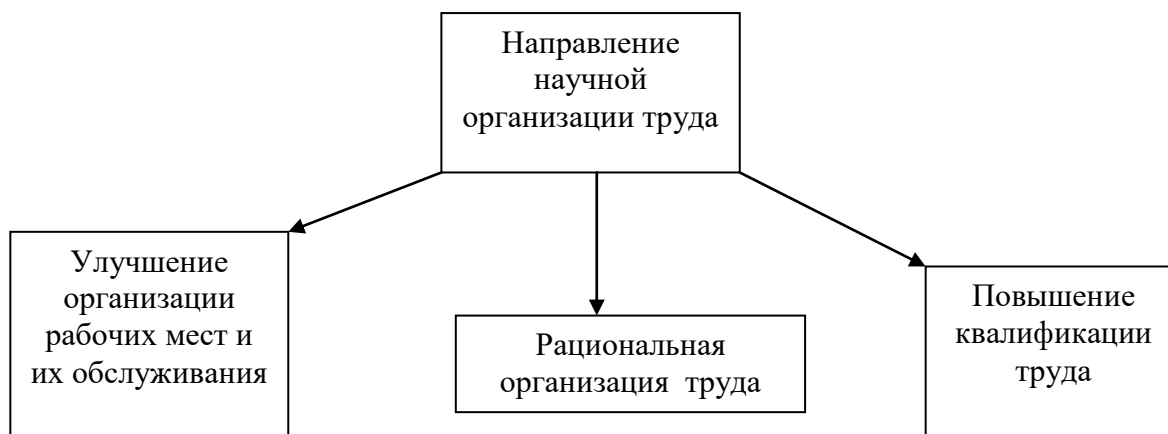 Направление
научной
организации труда
Улучшение
организации
рабочих мест и
их обслуживания
Рациональная
организация труда
Повышение
квалификации
труда